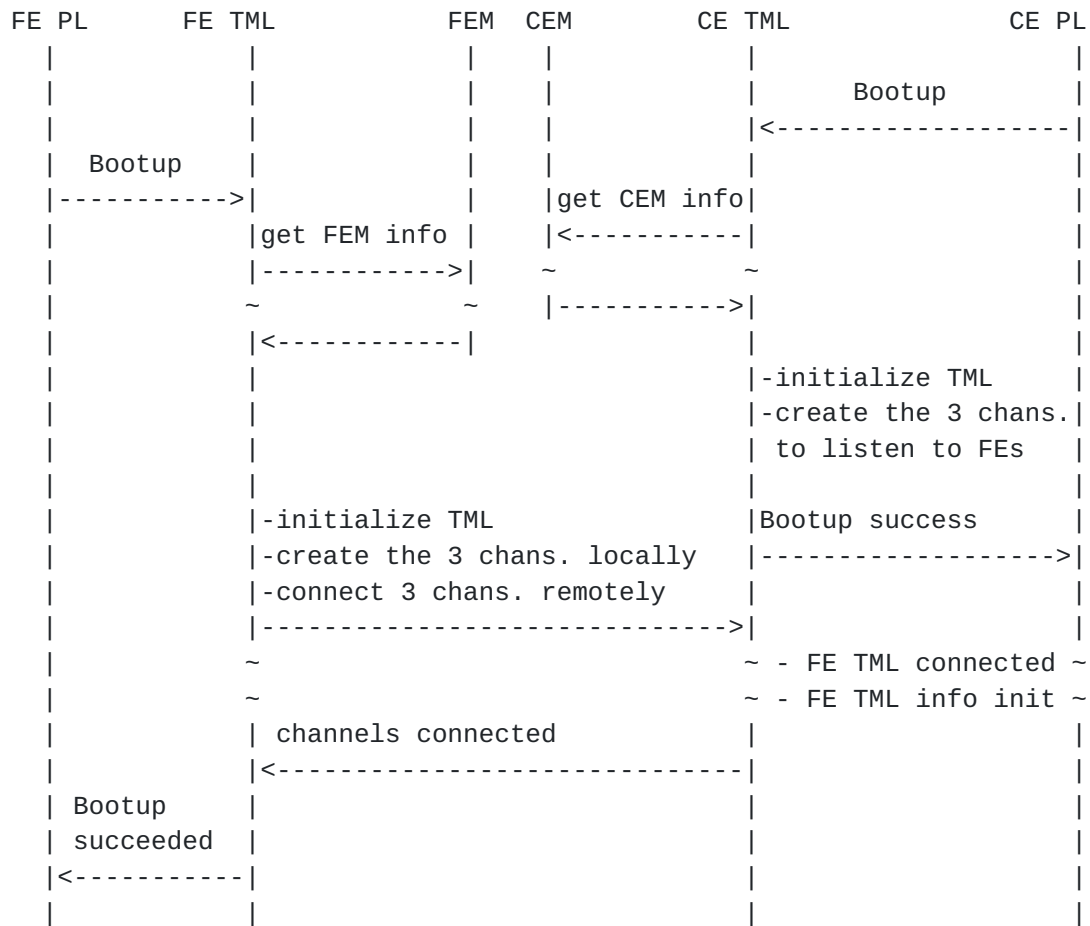 FE PL FE TML FEM CEM CE TML CE PL
Bootup
Bootup
get CEM info
get FEM info
-initialize TML
-create the 3 chans.
to listen to FEs
-initialize TML Bootup success
-create the 3 chans. locally
-connect 3 chans. remotely
~ ~ - FE TML connected ~
~ ~ - FE TML info init ~
channels connected
Bootup
succeeded